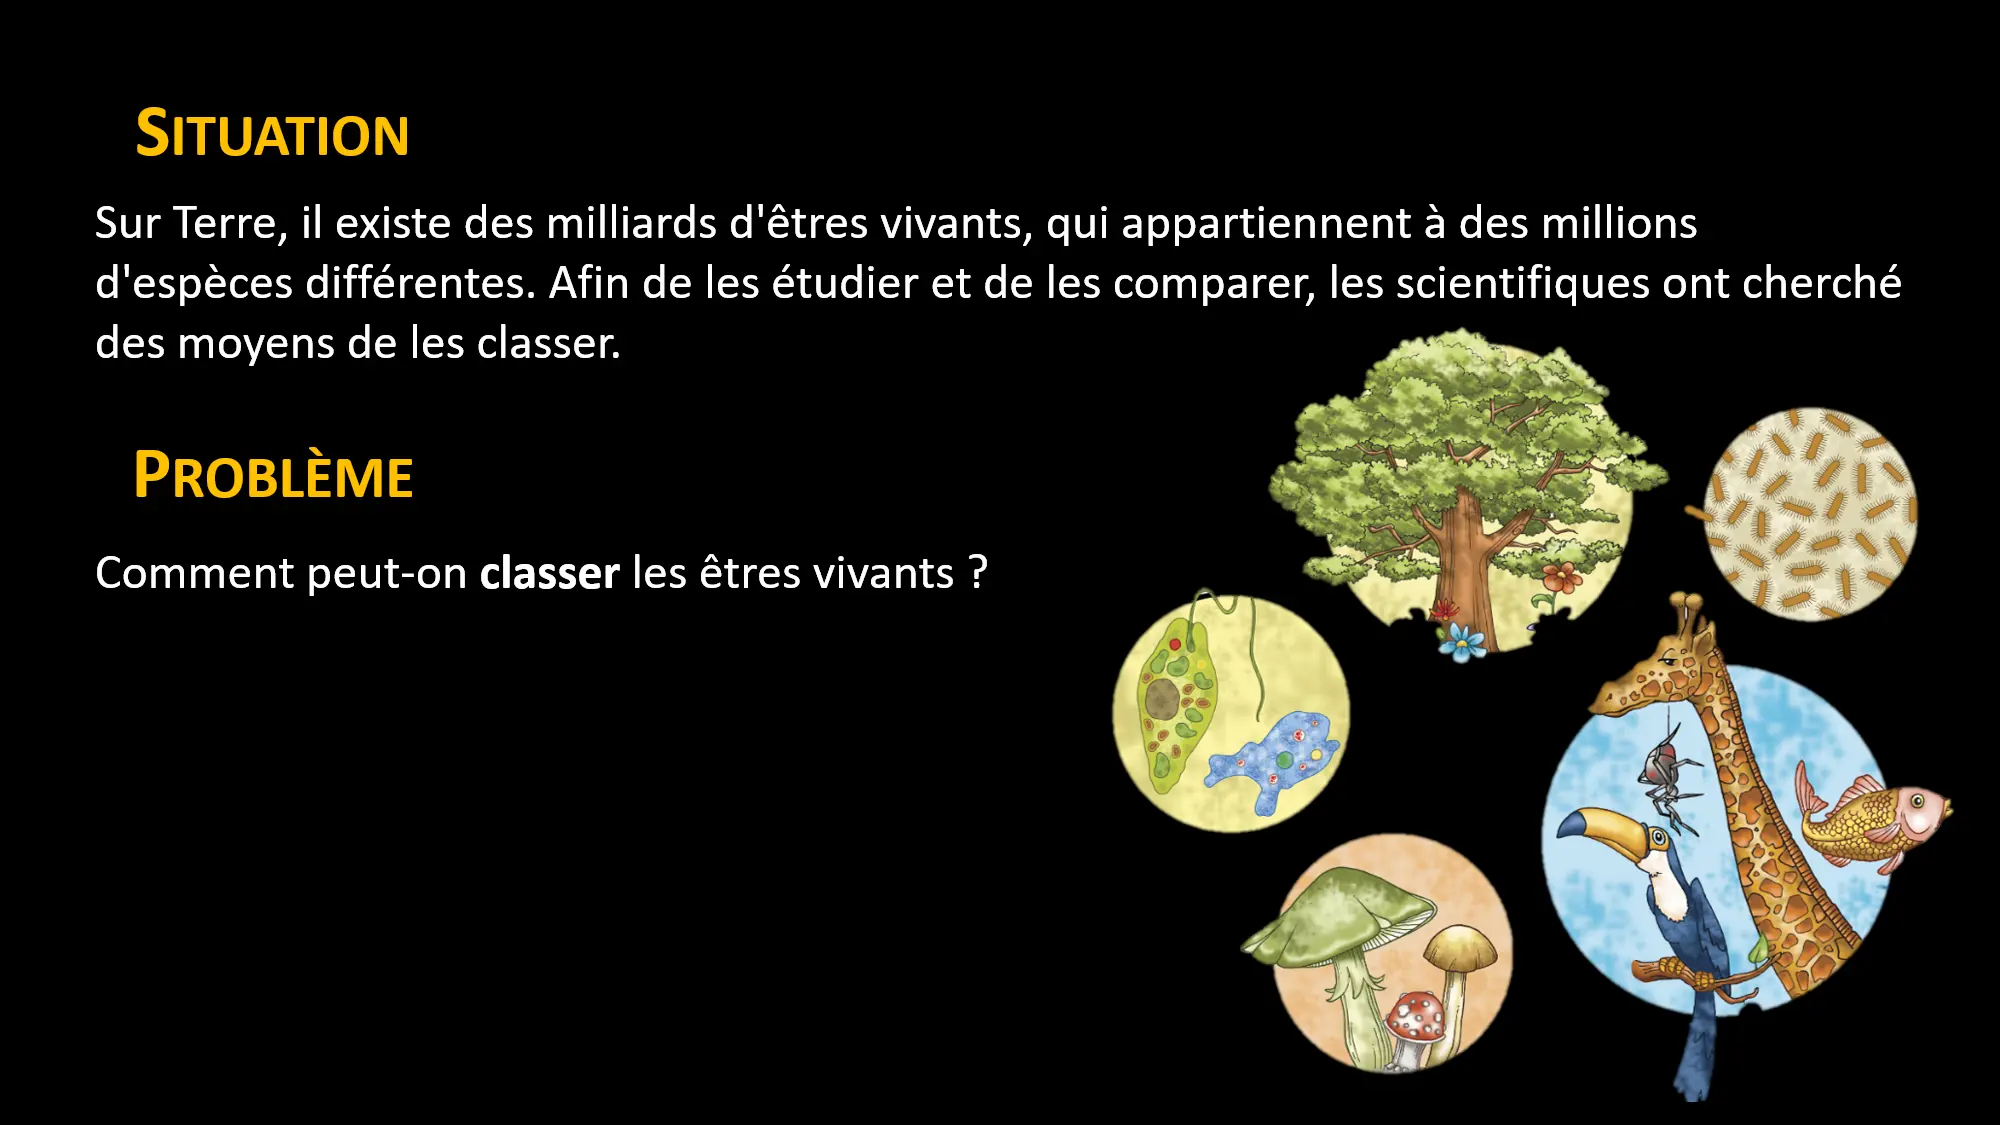 SITUATION
Sur Terre, il existe des milliards d'êtres vivants, qui appartiennent à des millions
d'espèces différentes. Afin de les étudier et de les comparer, les scientifiques ont cherché
des moyens de les classer.
PROBLÈME
Comment peut-on classer les êtres vivants ?